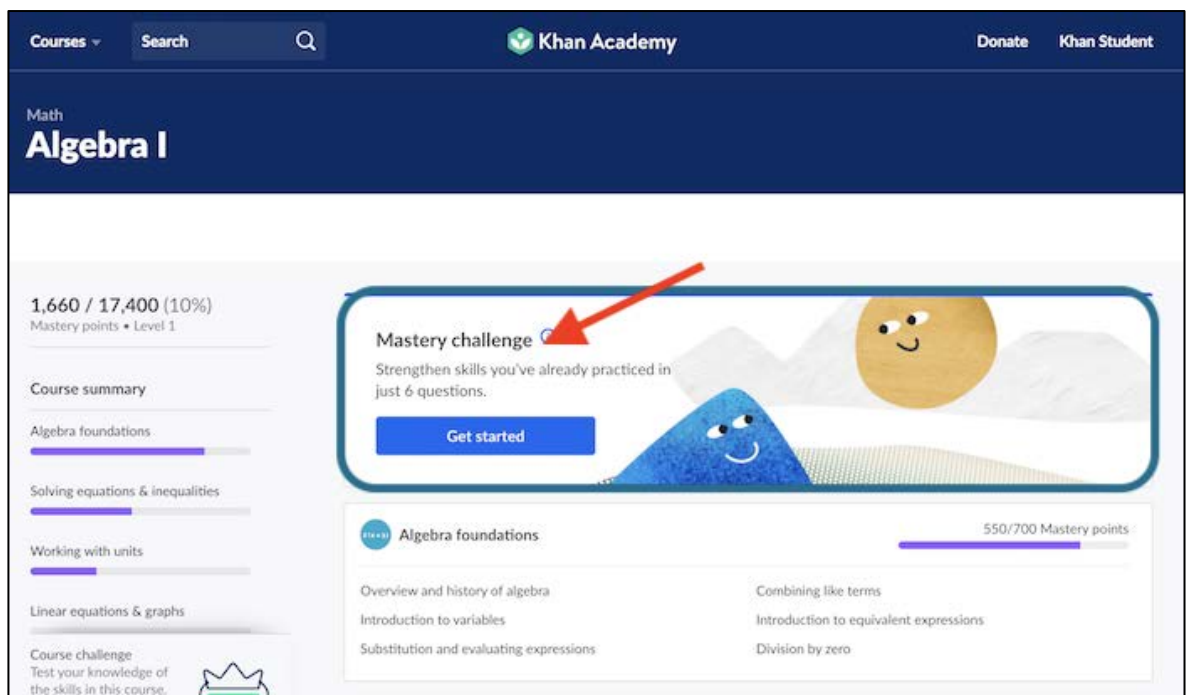 Courses
Search
Khan Academy
Donate
Khan Student
Math
Algebra I
1,660 / 17,400 (10%)
Mastery points • Level 1
Course summary
Algebra foundations
Solving equations & inequalities
Working with units
Linear equations & graphs
Course challenge
Test your knowledge of
the skills in this course.
Mastery challenge
Strengthen skills you've already practiced in
just 6 questions.
Get started
Algebra foundations
550/700 Mastery points
Overview and history of algebra
Introduction to variables
Substitution and evaluating expressions
Combining like terms
Introduction to equivalent expressions
Division by zero